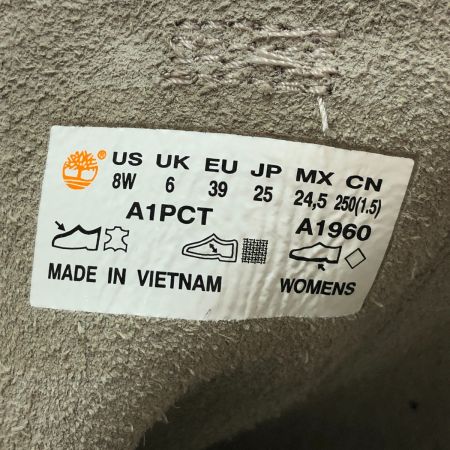 ® US UK EU JP MX CN
8W 6 39 25 24,5 250(1.5)
A1PCT A1960
MADE IN VIETNAM WOMENS